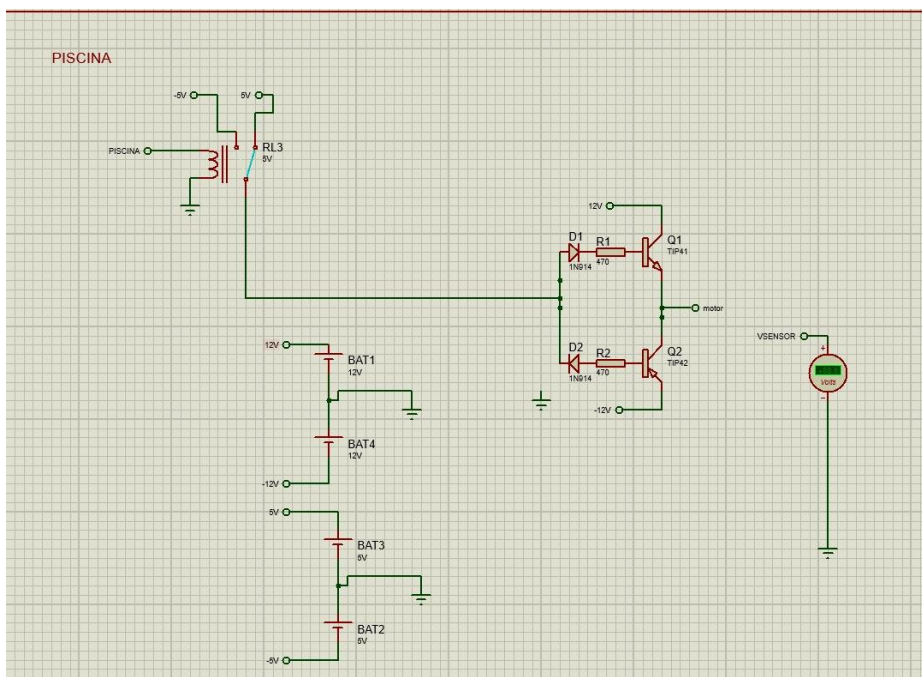 PISCINA
-5V
5V
PISCINA
RL3
5V
12V
D1
1N914
R1
470
Q1
TIP41
motor
D2
1N914
R2
470
Q2
TIP42
-12V
VSENSOR
+
Volts
-
12V
BAT1
12V
BAT4
12V
-12V
5V
BAT3
5V
BAT2
5V
-5V